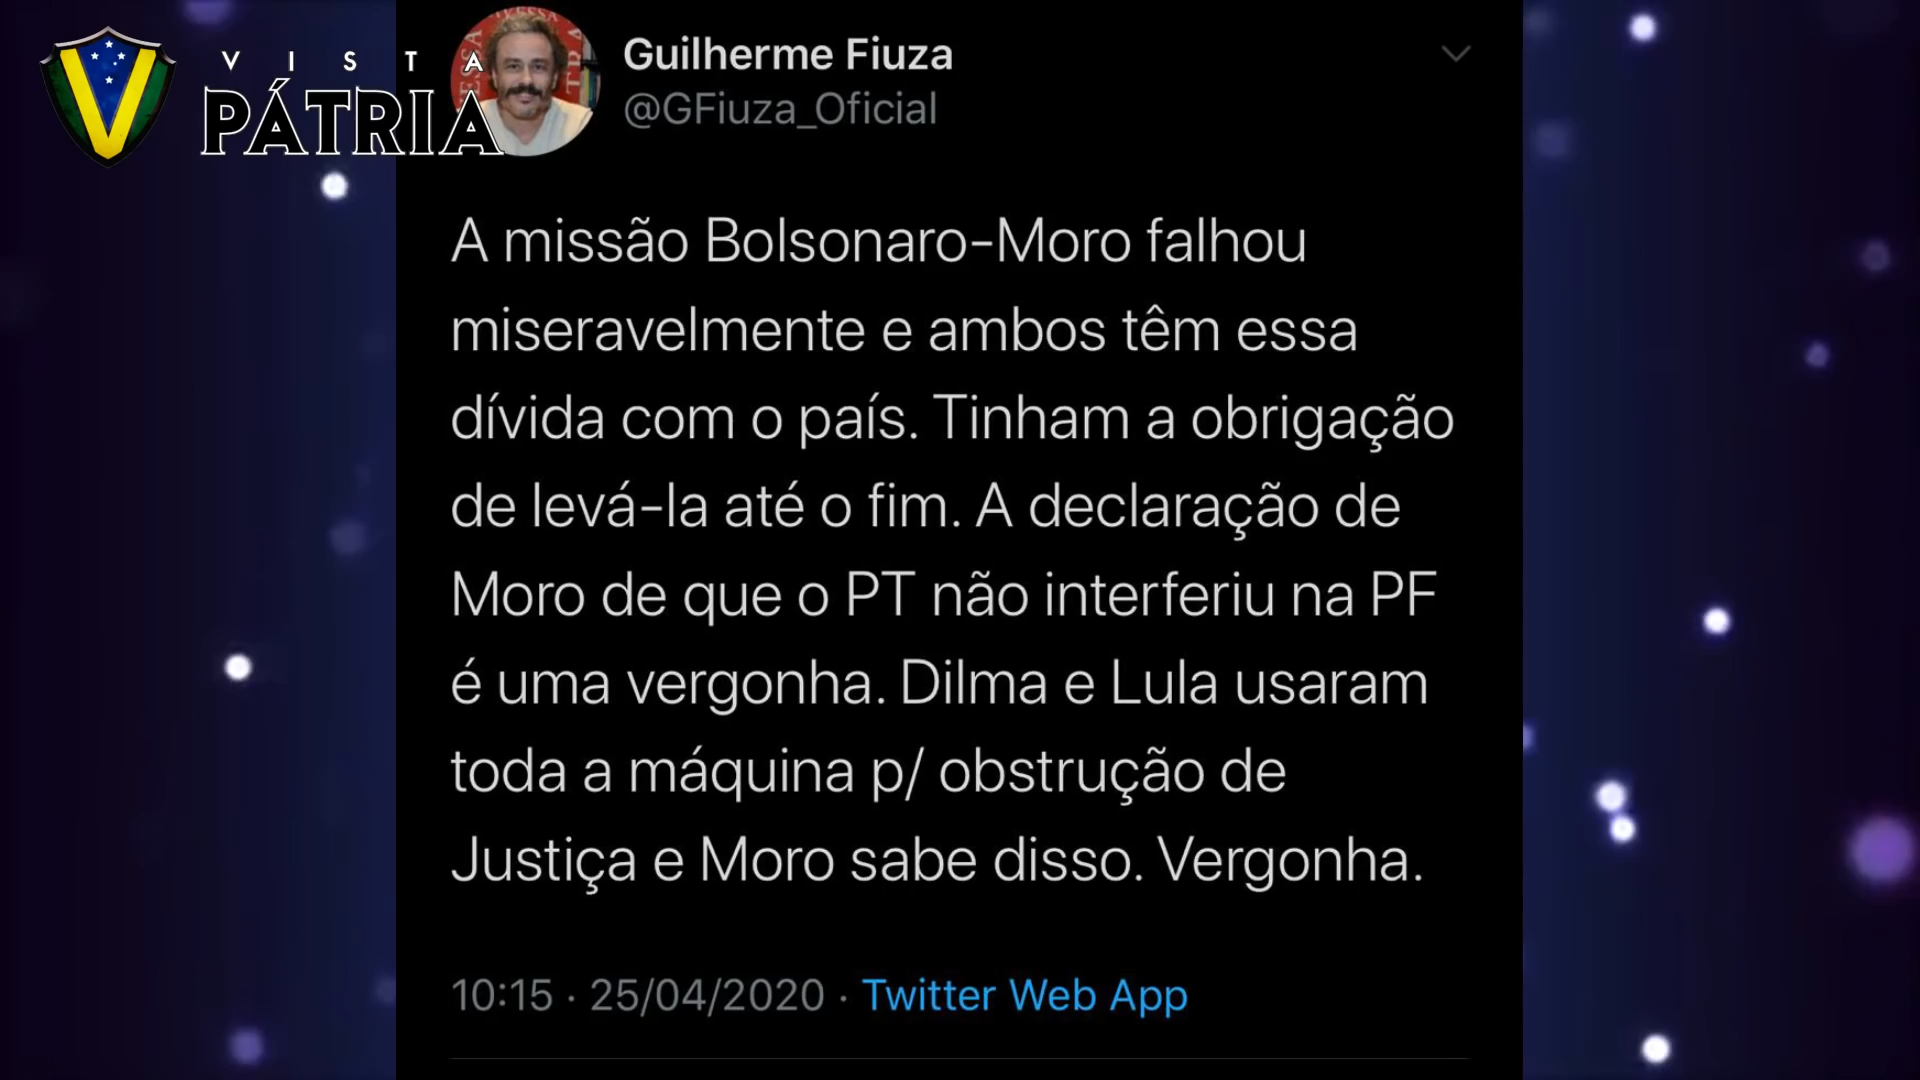 VISTA
PÁTRIA
Guilherme Fiuza
@GFiuza_Oficial
A missão Bolsonaro-Moro falhou
miseravelmente e ambos têm essa
dívida com o país. Tinham a obrigação
de levá-la até o fim. A declaração de
Moro de que o PT não interferiu na PF
é uma vergonha. Dilma e Lula usaram
toda a máquina p/ obstrução de
Justiça e Moro sabe disso. Vergonha.
10:15 · 25/04/2020 · Twitter Web App